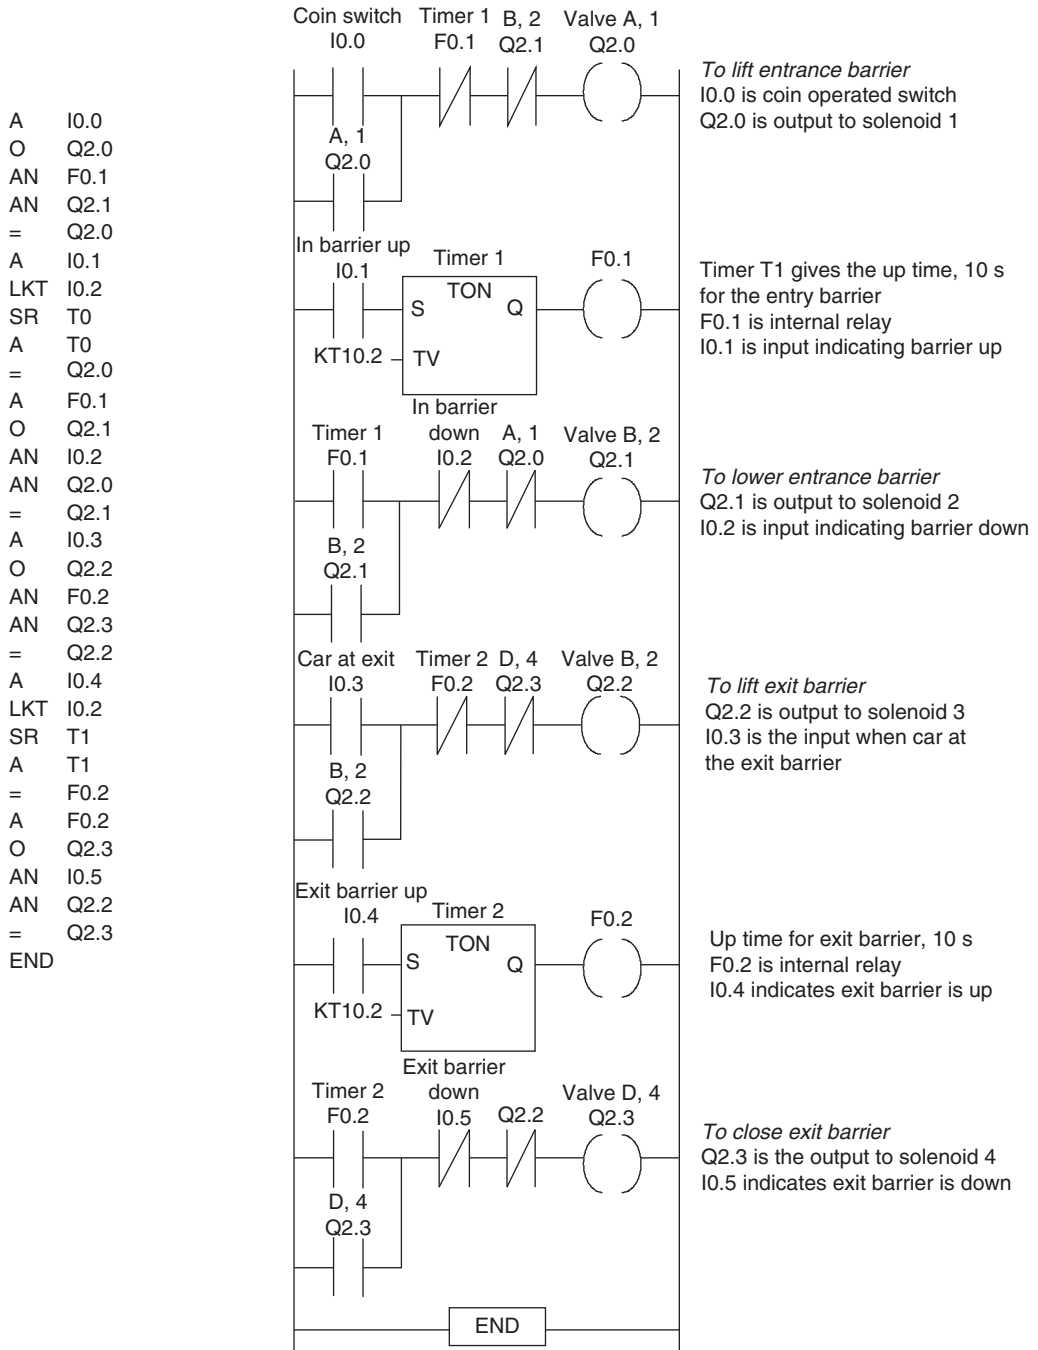 A I0.0
O Q2.0
AN F0.1
AN Q2.1
= Q2.0
A I0.1
LKT I0.2
SR T0
A T0
= Q2.0
A F0.1
O Q2.1
AN I0.2
AN Q2.0
= Q2.1
A I0.3
O Q2.2
AN F0.2
AN Q2.3
= Q2.2
A I0.4
LKT I0.2
SR T1
A T1
= F0.2
A F0.2
O Q2.3
AN I0.5
AN Q2.2
= Q2.3
END
Coin switch Timer 1 B, 2 Valve A, 1
I0.0 F0.1 Q2.1 Q2.0
A, 1
Q2.0
To lift entrance barrier
I0.0 is coin operated switch
Q2.0 is output to solenoid 1
In barrier up Timer 1 F0.1
I0.1 TON
S Q
KT10.2 TV
Timer T1 gives the up time, 10 s
for the entry barrier
F0.1 is internal relay
I0.1 is input indicating barrier up
In barrier
Timer 1 down A, 1 Valve B, 2
F0.1 I0.2 Q2.0 Q2.1
B, 2
Q2.1
To lower entrance barrier
Q2.1 is output to solenoid 2
I0.2 is input indicating barrier down
Car at exit Timer 2 D, 4 Valve B, 2
I0.3 F0.2 Q2.3 Q2.2
B, 2
Q2.2
To lift exit barrier
Q2.2 is output to solenoid 3
I0.3 is the input when car at
the exit barrier
Exit barrier up
I0.4 Timer 2 F0.2
TON
S Q
KT10.2 TV
Up time for exit barrier, 10 s
F0.2 is internal relay
I0.4 indicates exit barrier is up
Exit barrier
Timer 2 down Valve D, 4
F0.2 I0.5 Q2.2 Q2.3
D, 4
Q2.3
To close exit barrier
Q2.3 is the output to solenoid 4
I0.5 indicates exit barrier is down
END